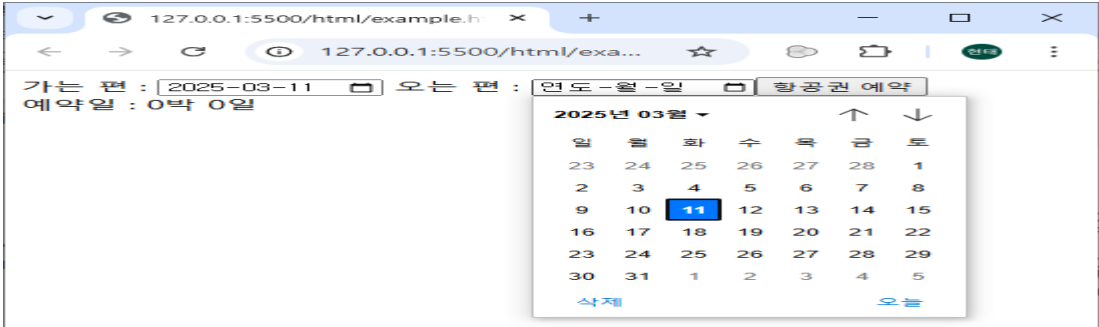 127.0.0.1:5500/html/example.h
127.0.0.1:5500/html/exa...
현태
가는 편 : 2025-03-11 오는 편 : 연도-월-일 항공권 예약
예약일 : 0박 0일
2025년 03월
일 월 화 수 목 금 토
23 24 25 26 27 28 1
2 3 4 5 6 7 8
9 10 11 12 13 14 15
16 17 18 19 20 21 22
23 24 25 26 27 28 29
30 31 1 2 3 4 5
삭제 오늘